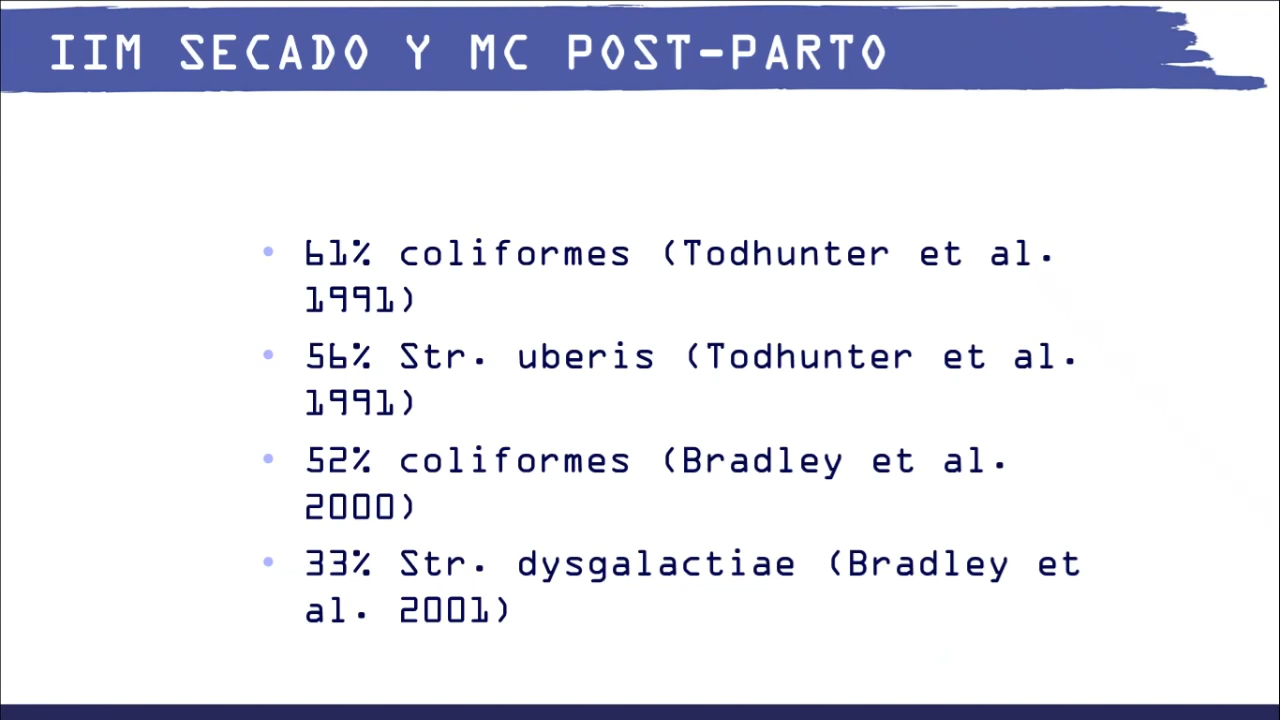 IIM SECADO Y MC POST-PARTO
• 61% coliformes (Todhunter et al.
1991)
• 56% Str. uberis (Todhunter et al.
1991)
• 52% coliformes (Bradley et al.
2000)
• 33% Str. dysgalactiae (Bradley et
al. 2001)